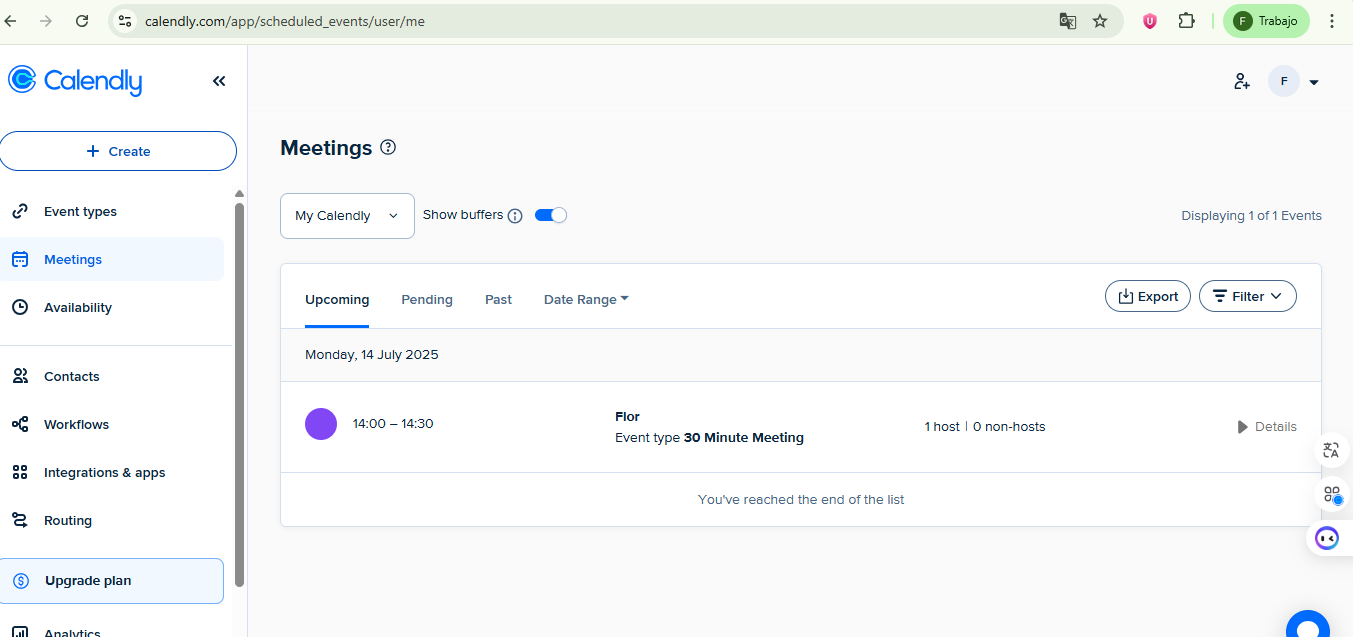 calendly.com/app/scheduled_events/user/me
F Trabajo
Calendly
F
+ Create
Meetings
My Calendly
Show buffers
Displaying 1 of 1 Events
Event types
Meetings
Availability
Contacts
Workflows
Integrations & apps
Routing
Upgrade plan
Analytics
Upcoming Pending Past Date Range
Export
Filter
Monday, 14 July 2025
14:00 – 14:30
Flor
Event type 30 Minute Meeting
1 host | 0 non-hosts
Details
You've reached the end of the list